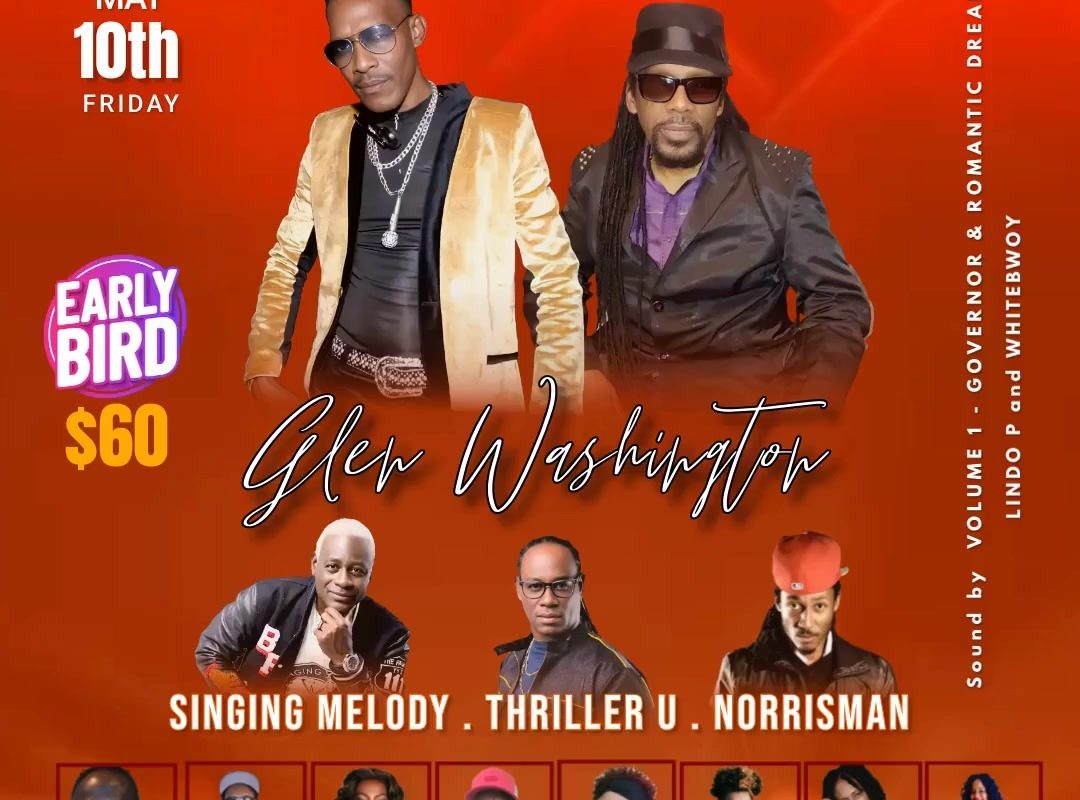 MAY
10th
FRIDAY
EARLY
BIRD
$60
Glen Washington
SINGING MELODY . THRILLER U . NORRISMAN
Sound by VOLUME 1 - GOVERNOR & ROMANTIC DREA
LINDO P and WHITEBWOY